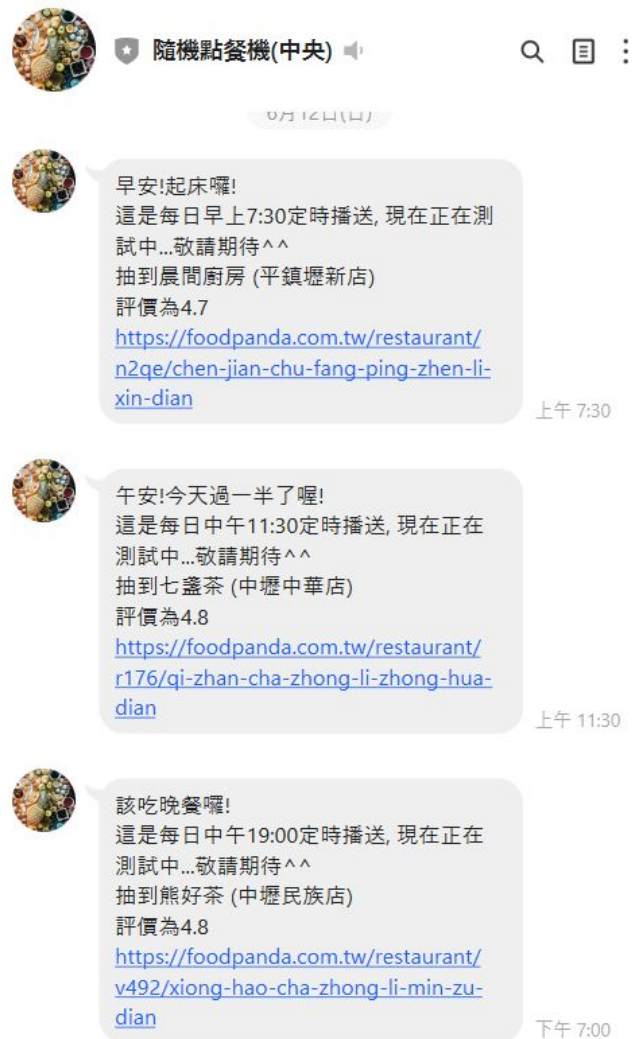 隨機點餐機(中央)
6月12日(日)
早安!起床囉!
這是每日早上7:30定時播送, 現在正在測
試中...敬請期待^^
抽到晨間廚房 (平鎮壢新店)
評價為4.7
https://foodpanda.com.tw/restaurant/
n2qe/chen-jian-chu-fang-ping-zhen-li-
xin-dian
上午 7:30
午安!今天過一半了喔!
這是每日中午11:30定時播送, 現在正在
測試中...敬請期待^^
抽到七盞茶 (中壢中華店)
評價為4.8
https://foodpanda.com.tw/restaurant/
r176/qi-zhan-cha-zhong-li-zhong-hua-
dian
上午 11:30
該吃晚餐囉!
這是每日中午19:00定時播送, 現在正在
測試中...敬請期待^^
抽到熊好茶 (中壢民族店)
評價為4.8
https://foodpanda.com.tw/restaurant/
v492/xiong-hao-cha-zhong-li-min-zu-
dian
下午 7:00